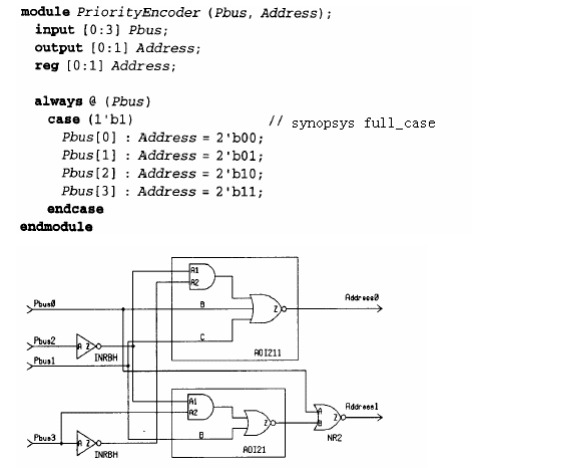 module PriorityEncoder (Pbus, Address);
input [0:3] Pbus;
output [0:1] Address;
reg [0:1] Address;
always @ (Pbus)
case (1'b1) // synopsys full_case
Pbus[0] : Address = 2'b00;
Pbus[1] : Address = 2'b01;
Pbus[2] : Address = 2'b10;
Pbus[3] : Address = 2'b11;
endcase
endmodule
A1
A2
Pbus0
B
Z
Address0
Pbus2
A Z
C
Pbus1
INRBH
AOI211
A1
A2
A
Z
Address1
B
Pbus3
A Z
B
Z
NR2
INRBH
AOI21